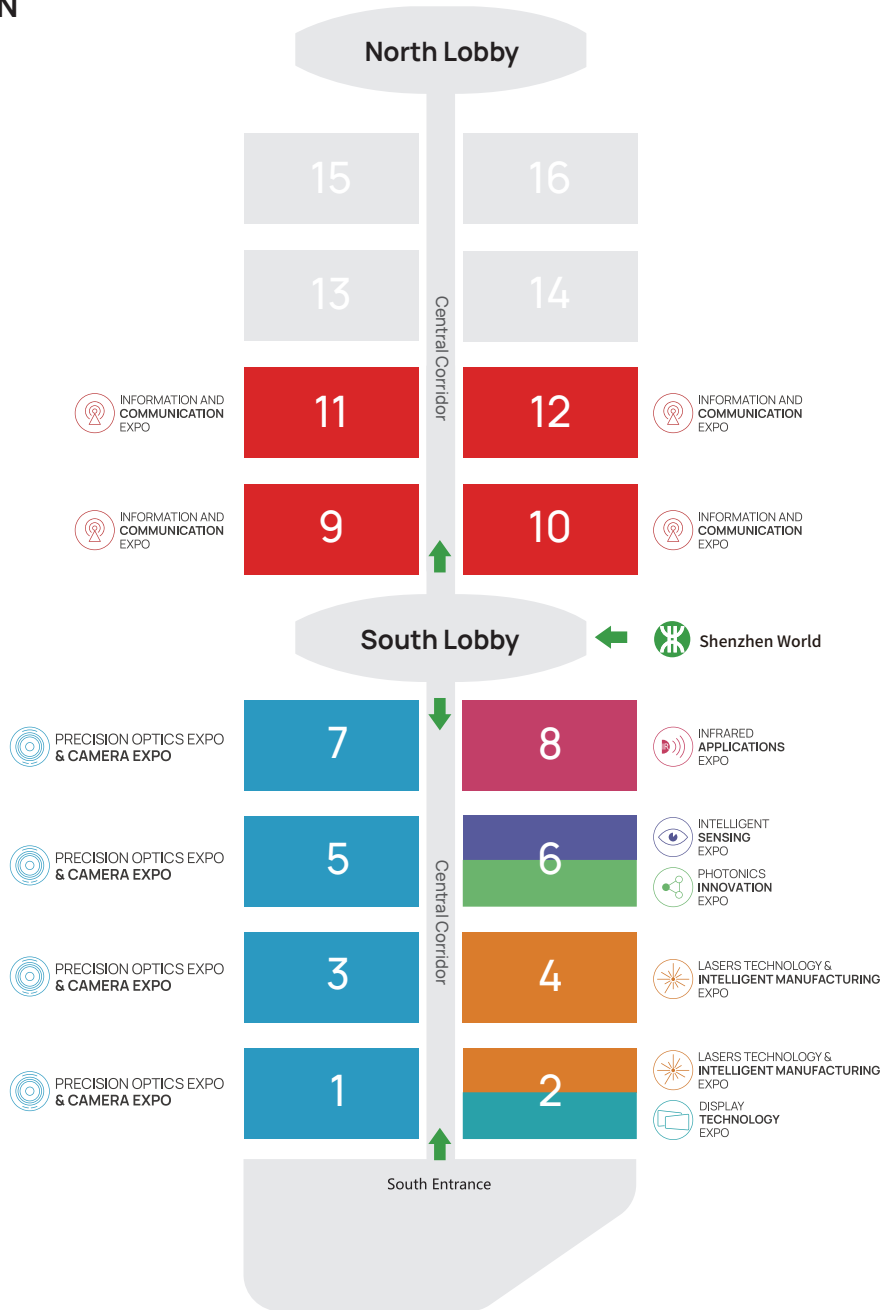 N
North Lobby
15
16
13
14
Central Corridor
INFORMATION AND
COMMUNICATION
EXPO
11
12
INFORMATION AND
COMMUNICATION
EXPO
INFORMATION AND
COMMUNICATION
EXPO
9
10
INFORMATION AND
COMMUNICATION
EXPO
South Lobby
Shenzhen World
PRECISION OPTICS EXPO
& CAMERA EXPO
7
8
IR
INFRARED
APPLICATIONS
EXPO
PRECISION OPTICS EXPO
& CAMERA EXPO
5
Central Corridor
6
INTELLIGENT
SENSING
EXPO
PHOTONICS
INNOVATION
EXPO
PRECISION OPTICS EXPO
& CAMERA EXPO
3
4
LASERS TECHNOLOGY &
INTELLIGENT MANUFACTURING
EXPO
PRECISION OPTICS EXPO
& CAMERA EXPO
1
2
LASERS TECHNOLOGY &
INTELLIGENT MANUFACTURING
EXPO
DISPLAY
TECHNOLOGY
EXPO
South Entrance